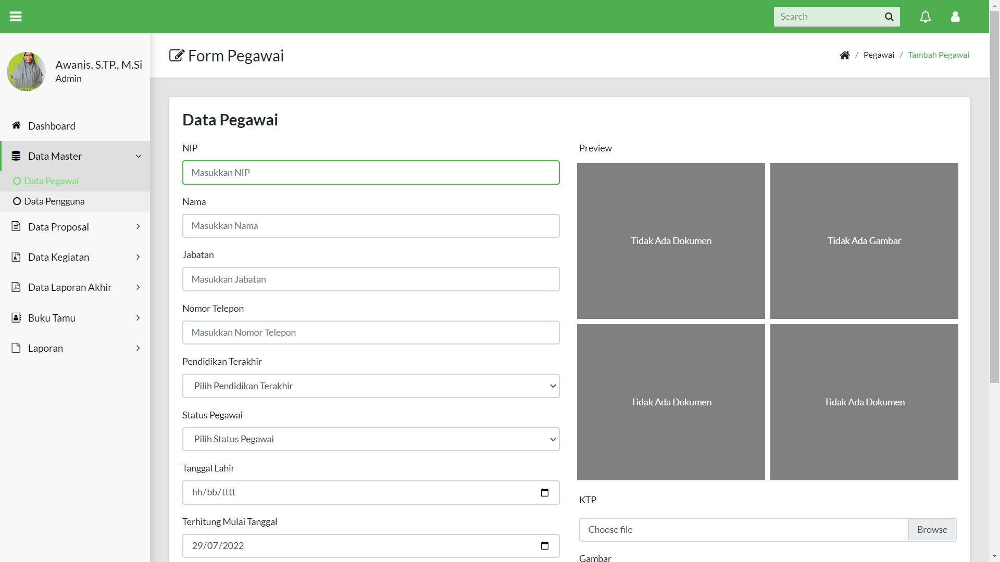 Search
Awanis, S.TP., M.Si
Admin
Form Pegawai
/ Pegawai / Tambah Pegawai
Dashboard
Data Master
Data Pegawai
Data Pengguna
Data Proposal
Data Kegiatan
Data Laporan Akhir
Buku Tamu
Laporan
Data Pegawai
NIP
Masukkan NIP
Nama
Masukkan Nama
Jabatan
Masukkan Jabatan
Nomor Telepon
Masukkan Nomor Telepon
Pendidikan Terakhir
Pilih Pendidikan Terakhir
Status Pegawai
Pilih Status Pegawai
Tanggal Lahir
hh/bb/tttt
Terhitung Mulai Tanggal
29/07/2022
Preview
Tidak Ada Dokumen
Tidak Ada Gambar
Tidak Ada Dokumen
Tidak Ada Dokumen
KTP
Choose file
Browse
Gambar